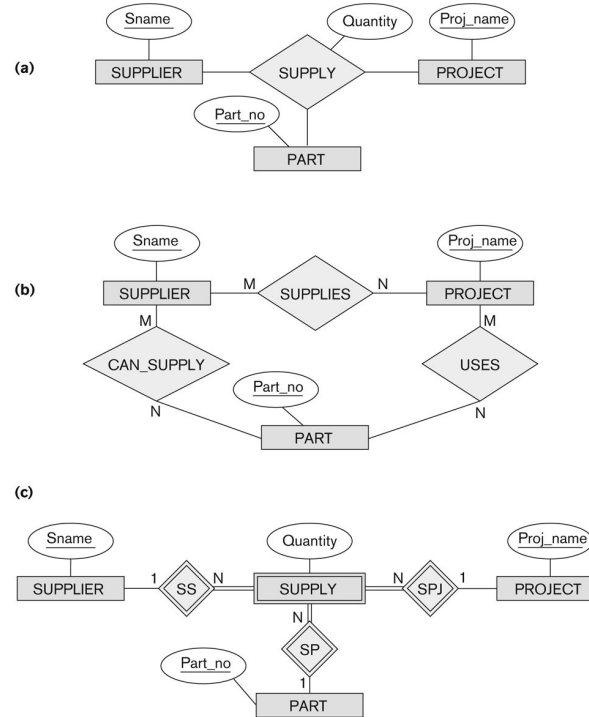 (a)
Sname
Quantity
Proj_name
SUPPLIER
SUPPLY
PROJECT
Part_no
PART
(b)
Sname
Proj_name
SUPPLIER
M
SUPPLIES
N
PROJECT
M
M
CAN_SUPPLY
USES
Part_no
N
N
PART
(c)
Sname
Quantity
Proj_name
SUPPLIER
1
SS
N
SUPPLY
N
SPJ
1
PROJECT
N
SP
Part_no
1
PART